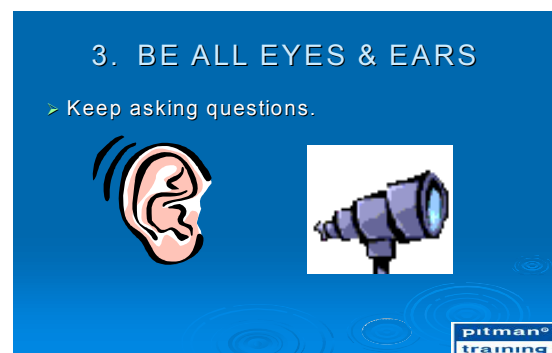 3. BE ALL EYES & EARS
Keep asking questions.
pitman®
training